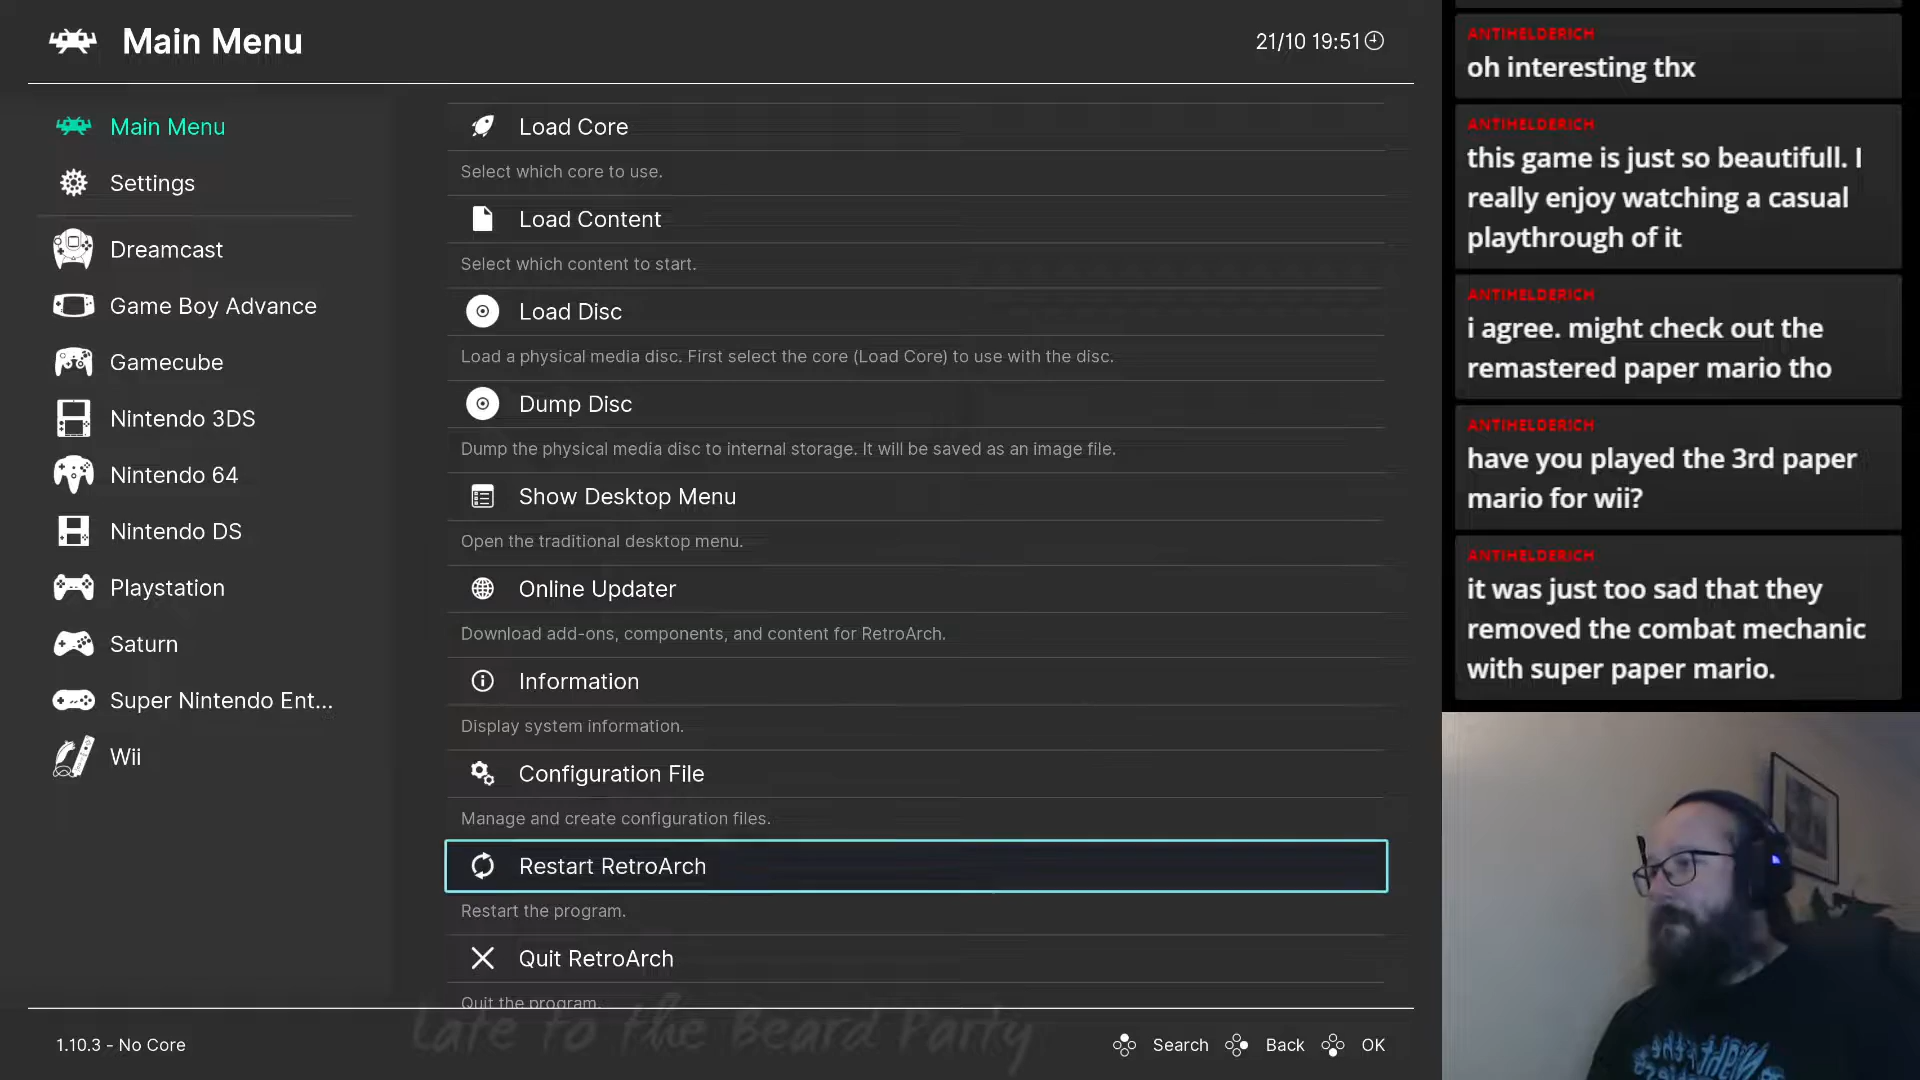 Main Menu
21/10 19:51
Main Menu
Settings
Dreamcast
Game Boy Advance
Gamecube
Nintendo 3DS
Nintendo 64
Nintendo DS
Playstation
Saturn
Super Nintendo Ent...
Wii
Load Core
Select which core to use.
Load Content
Select which content to start.
Load Disc
Load a physical media disc. First select the core (Load Core) to use with the disc.
Dump Disc
Dump the physical media disc to internal storage. It will be saved as an image file.
Show Desktop Menu
Open the traditional desktop menu.
Online Updater
Download add-ons, components, and content for RetroArch.
Information
Display system information.
Configuration File
Manage and create configuration files.
Restart RetroArch
Restart the program.
Quit RetroArch
Quit the program.
Late to the Beard Party
1.10.3 - No Core
Search
Back
OK
ANTIHELDERICH
oh interesting thx
ANTIHELDERICH
this game is just so beautifull. I
really enjoy watching a casual
playthrough of it
ANTIHELDERICH
i agree. might check out the
remastered paper mario tho
ANTIHELDERICH
have you played the 3rd paper
mario for wii?
ANTIHELDERICH
it was just too sad that they
removed the combat mechanic
with super paper mario.